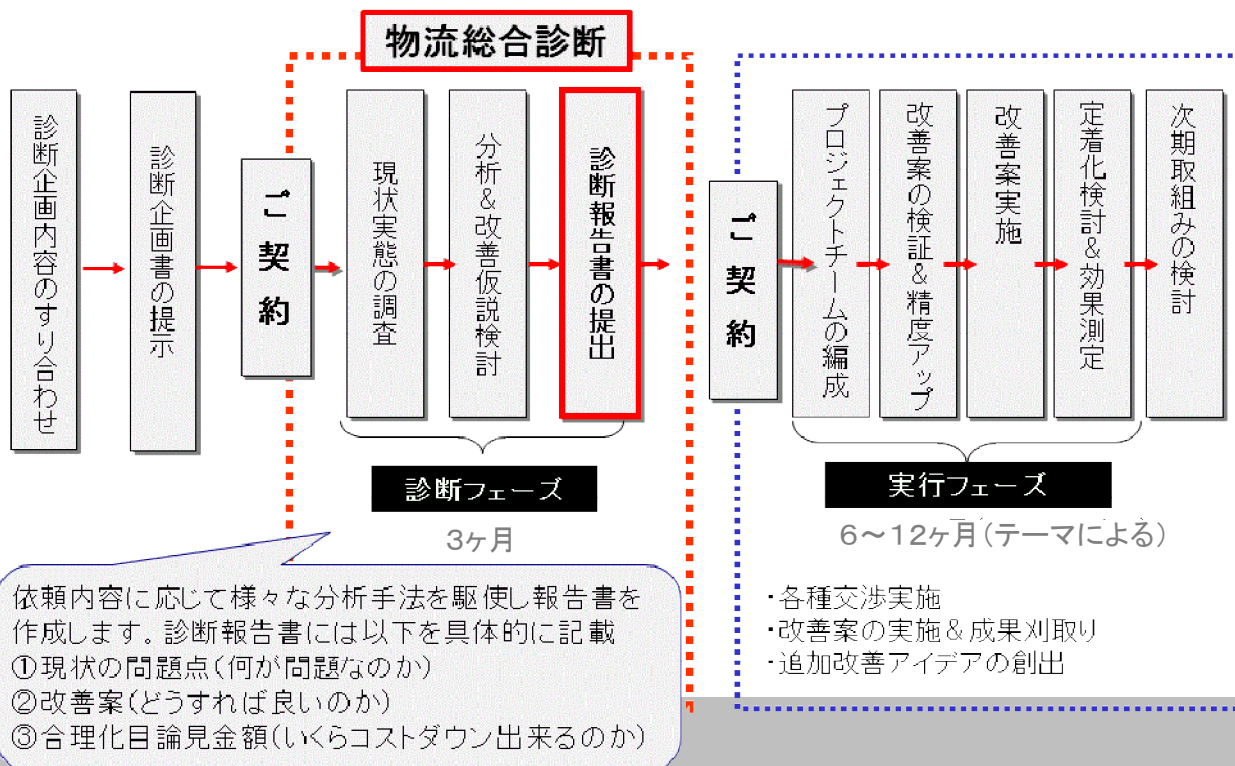 物流総合診断
診断企画内容のすり合わせ
診断企画書の提示
ご契約
現状実態の調査
分析&改善仮説検討
診断報告書の提出
ご契約
プロジェクトチームの編成
改善案の検証&精度アップ
改善案実施
定着化検討&効果測定
次期取組みの検討
診断フェーズ
3ヶ月
実行フェーズ
6～12ヶ月(テーマによる)
依頼内容に応じて様々な分析手法を駆使し報告書を
作成します。診断報告書には以下を具体的に記載
①現状の問題点(何が問題なのか)
②改善案(どうすれば良いのか)
③合理化目論見金額(いくらコストダウン出来るのか)
・各種交渉実施
・改善案の実施&成果刈取り
・追加改善アイデアの創出